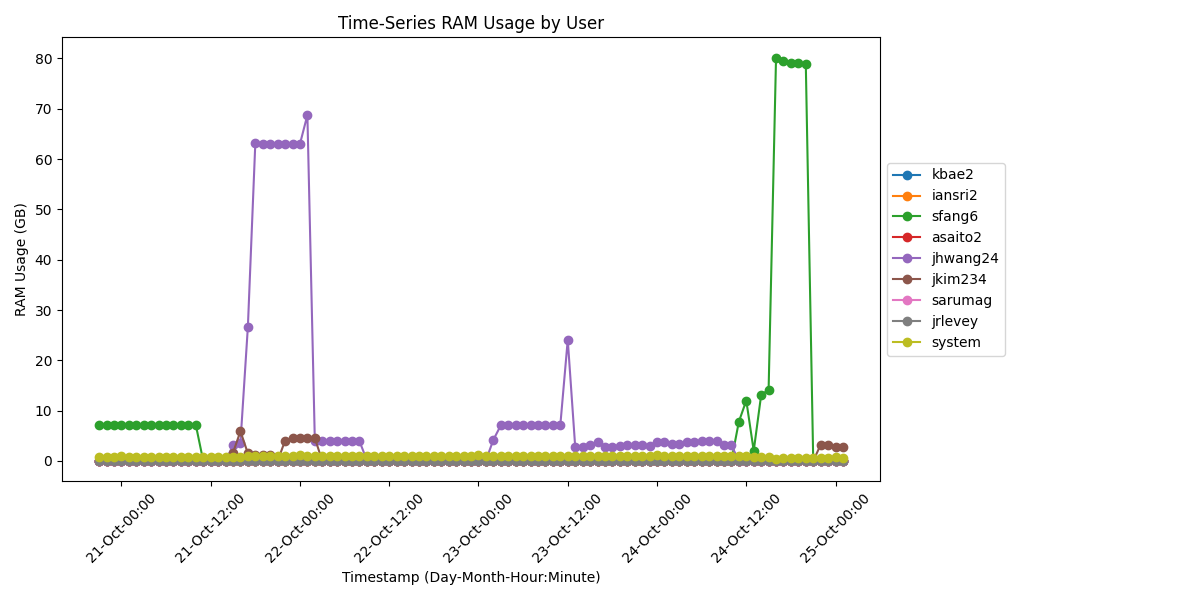 Time-Series RAM Usage by User
80
70
60
50
40
30
20
10
0
RAM Usage (GB)
21-Oct-00:00
21-Oct-12:00
22-Oct-00:00
22-Oct-12:00
23-Oct-00:00
23-Oct-12:00
24-Oct-00:00
24-Oct-12:00
25-Oct-00:00
Timestamp (Day-Month-Hour:Minute)
kbae2
iansri2
sfang6
asaito2
jhwang24
jkim234
sarumag
jrlevey
system